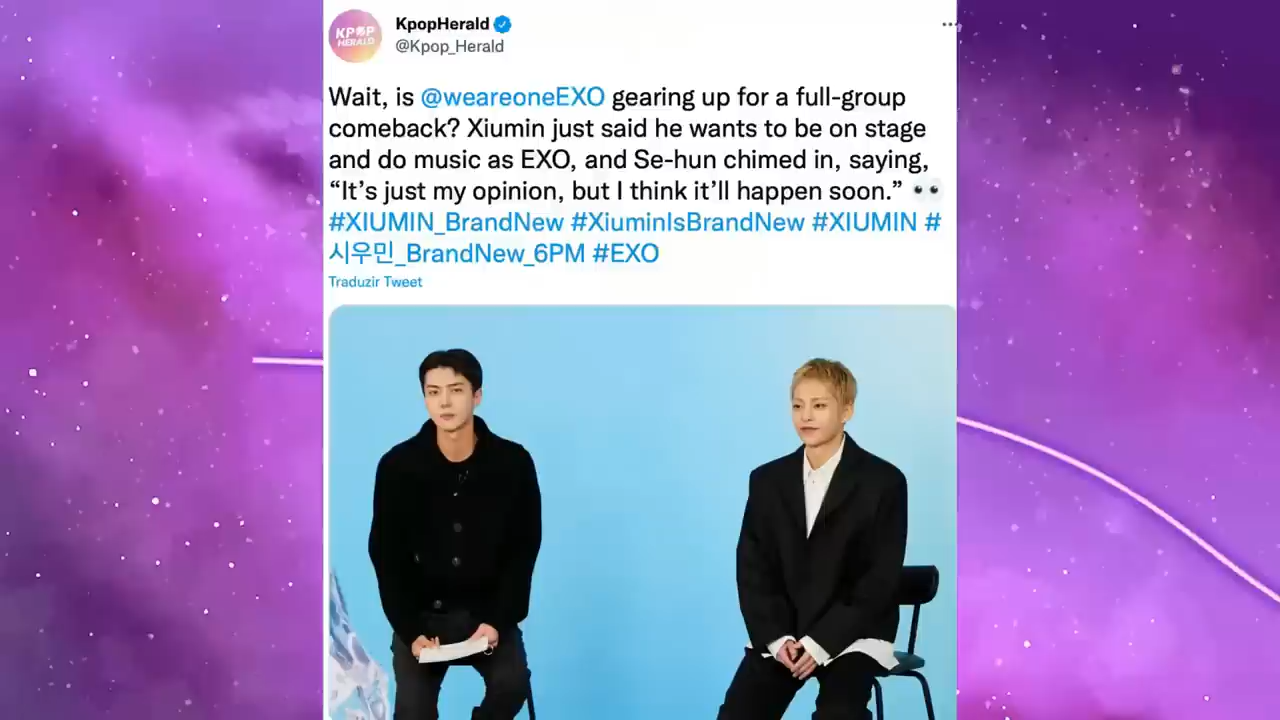 KPOP
HERALD
KpopHerald
@Kpop_Herald
Wait, is @weareoneEXO gearing up for a full-group
comeback? Xiumin just said he wants to be on stage
and do music as EXO, and Se-hun chimed in, saying,
“It’s just my opinion, but I think it’ll happen soon.” 👀
#XIUMIN_BrandNew #XiuminIsBrandNew #XIUMIN #
시우민_BrandNew_6PM #EXO
Traduzir Tweet